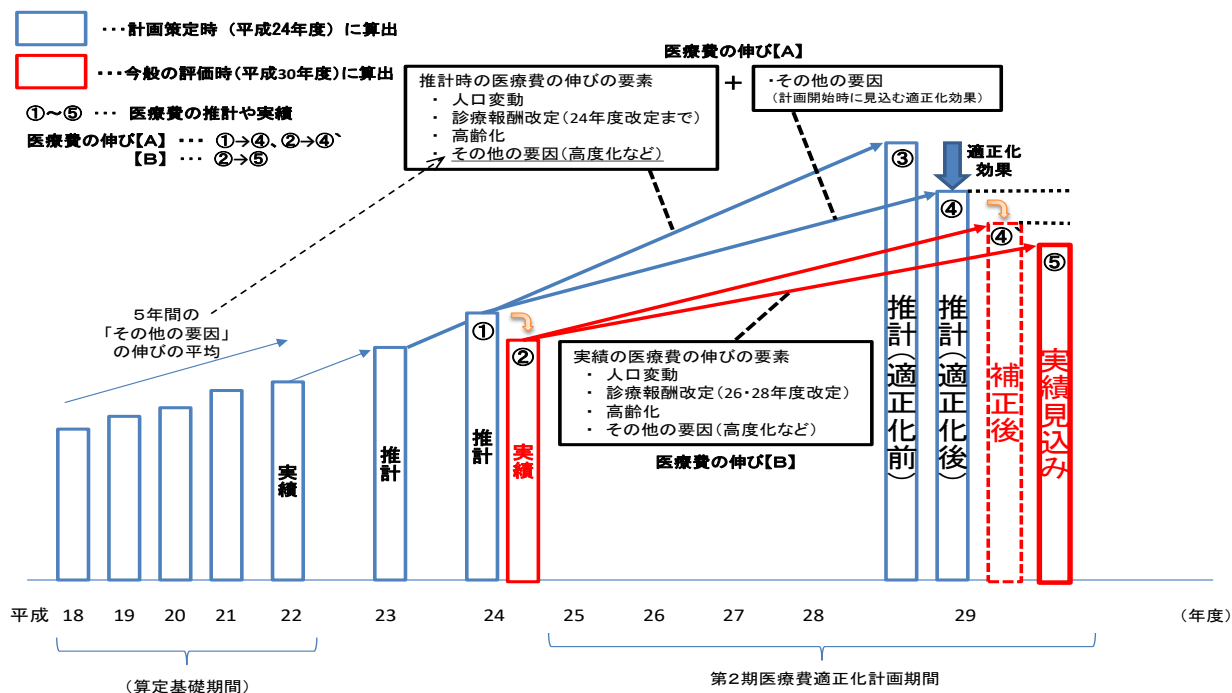 ･･･計画策定時（平成24年度）に算出
･･･今般の評価時（平成30年度）に算出
①～⑤ ･･･ 医療費の推計や実績
医療費の伸び【A】 ･･･ ①→④、②→④`
【B】 ･･･ ②→⑤
医療費の伸び【A】
推計時の医療費の伸びの要素
・ 人口変動
・ 診療報酬改定（24年度改定まで）
・ 高齢化
・ その他の要因（高度化など）
＋
・その他の要因
（計画開始時に見込む適正化効果）
適正化
効果
5年間の
「その他の要因」
の伸びの平均
実績の医療費の伸びの要素
・ 人口変動
・ 診療報酬改定（26・28年度改定）
・ 高齢化
・ その他の要因（高度化など）
医療費の伸び【B】
実績
推計
①
推計
②
実績
③
推計（適正化前）
④
推計（適正化後）
④`
補正後
⑤
実績見込み
平成 18 19 20 21 22 23 24 25 26 27 28 29 （年度）
（算定基礎期間）
第２期医療費適正化計画期間